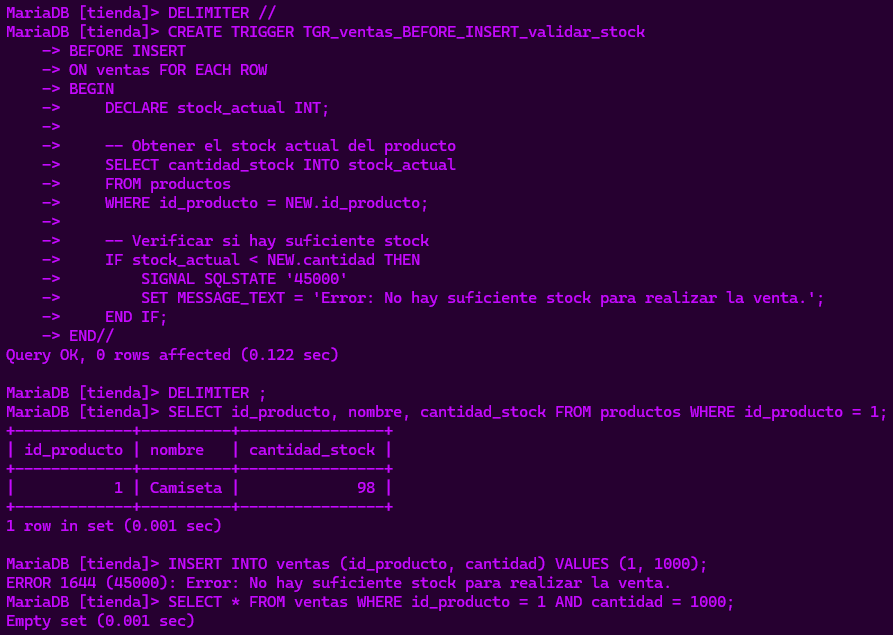 MariaDB [tienda]> DELIMITER //
MariaDB [tienda]> CREATE TRIGGER TGR_ventas_BEFORE_INSERT_validar_stock
    -> BEFORE INSERT
    -> ON ventas FOR EACH ROW
    -> BEGIN
    ->     DECLARE stock_actual INT;
    ->
    ->     -- Obtener el stock actual del producto
    ->     SELECT cantidad_stock INTO stock_actual
    ->     FROM productos
    ->     WHERE id_producto = NEW.id_producto;
    ->
    ->     -- Verificar si hay suficiente stock
    ->     IF stock_actual < NEW.cantidad THEN
    ->         SIGNAL SQLSTATE '45000'
    ->         SET MESSAGE_TEXT = 'Error: No hay suficiente stock para realizar la venta.';
    ->     END IF;
    -> END//
Query OK, 0 rows affected (0.122 sec)

MariaDB [tienda]> DELIMITER ;
MariaDB [tienda]> SELECT id_producto, nombre, cantidad_stock FROM productos WHERE id_producto = 1;
+-------------+----------+----------------+
| id_producto | nombre   | cantidad_stock |
+-------------+----------+----------------+
|           1 | Camiseta |             98 |
+-------------+----------+----------------+
1 row in set (0.001 sec)

MariaDB [tienda]> INSERT INTO ventas (id_producto, cantidad) VALUES (1, 1000);
ERROR 1644 (45000): Error: No hay suficiente stock para realizar la venta.
MariaDB [tienda]> SELECT * FROM ventas WHERE id_producto = 1 AND cantidad = 1000;
Empty set (0.001 sec)